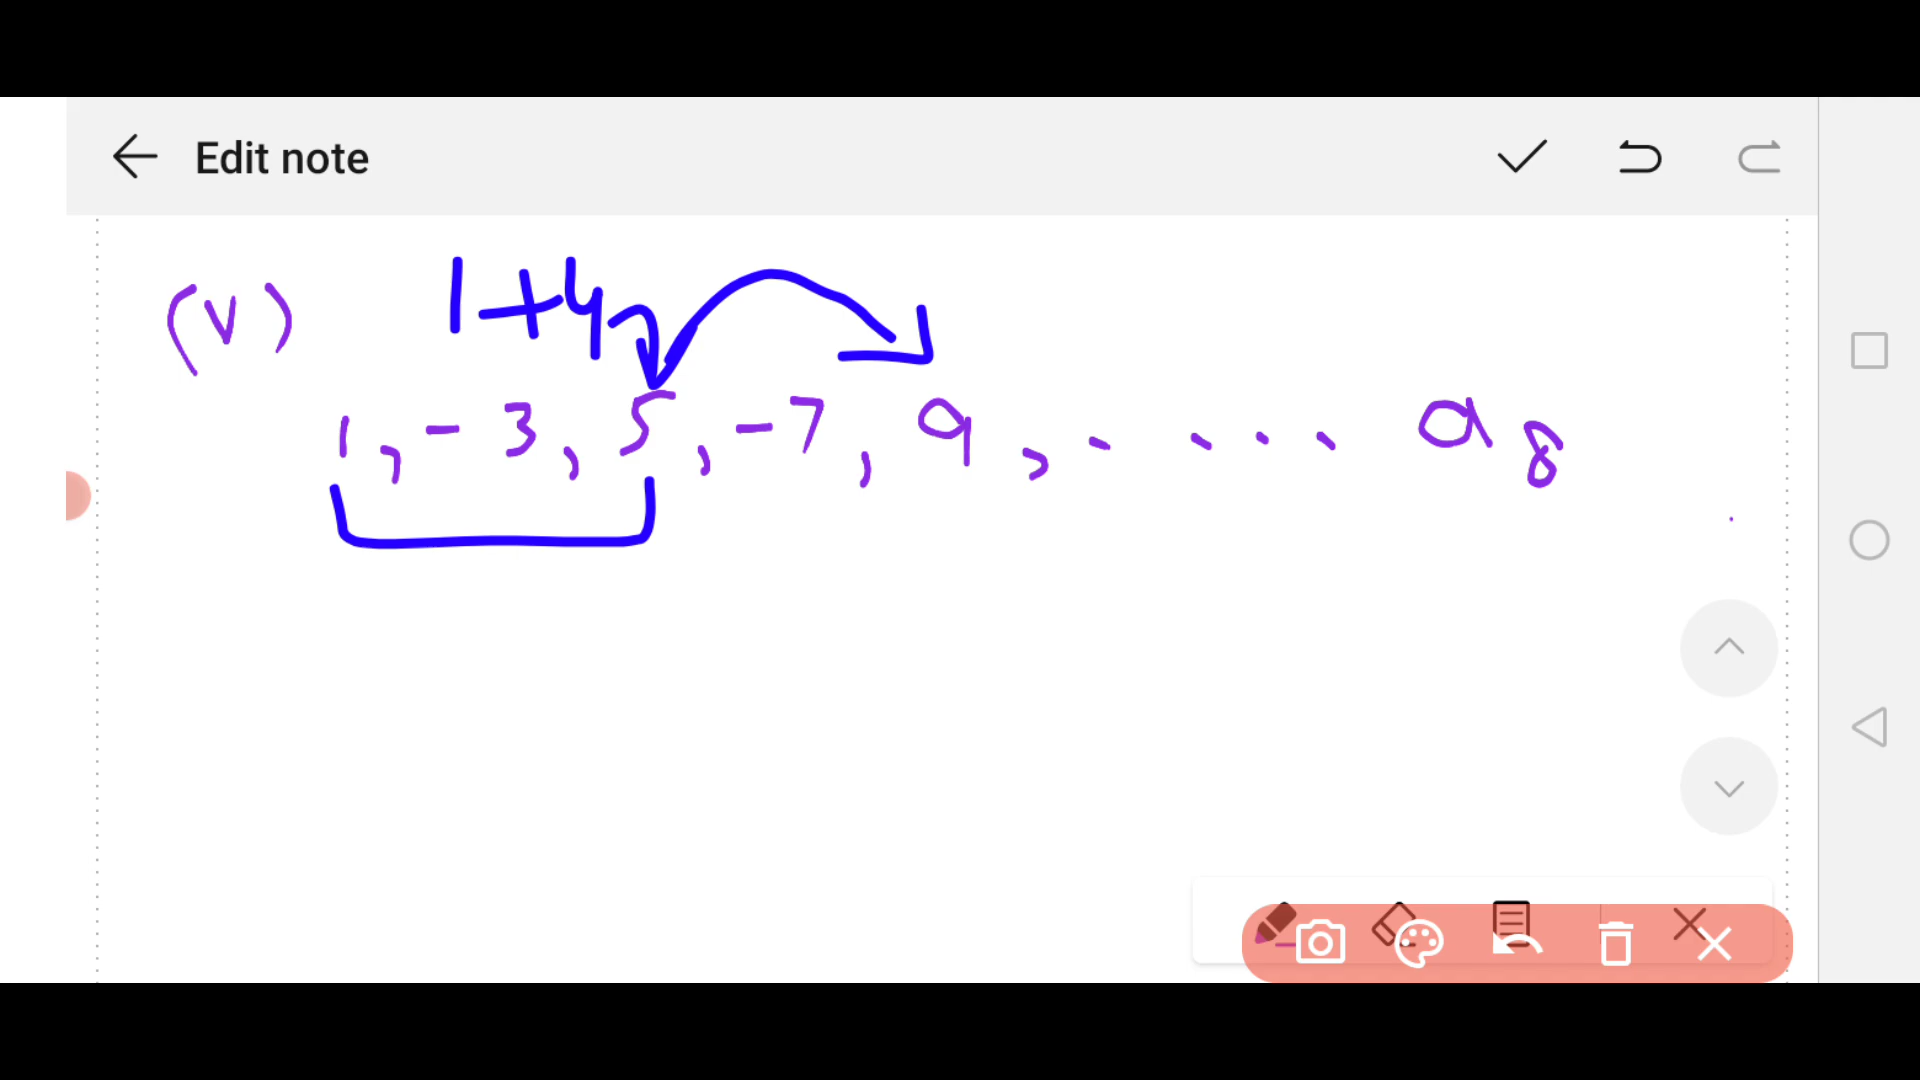 Edit note
(V) 1+4
1, -3, 5, -7, 9, .... a8